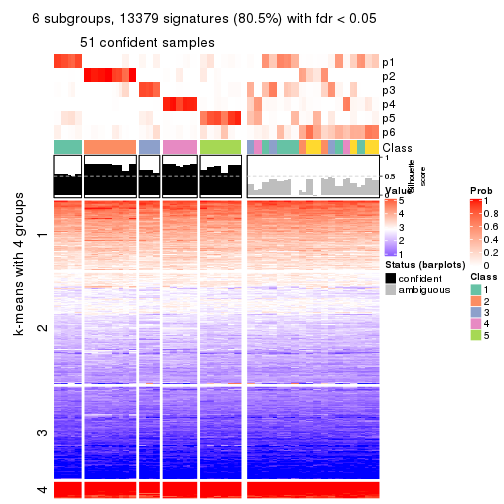 6 subgroups, 13379 signatures (80.5%) with fdr < 0.05
51 confident samples
p1
p2
p3
p4
p5
p6
Class
1
0.5
0
Silhouette
score
k-means with 4 groups
1
2
3
4
Value
5
4
3
2
1
Status (barplots)
confident
ambiguous
Prob
1
0.8
0.6
0.4
0.2
0
Class
1
2
3
4
5